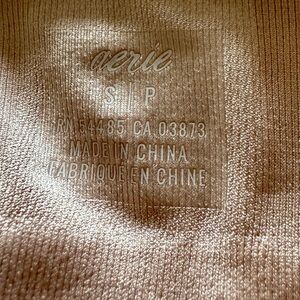 aerie
S | P
RN 54485 CA 03873
MADE IN CHINA
FABRIQUE EN CHINE